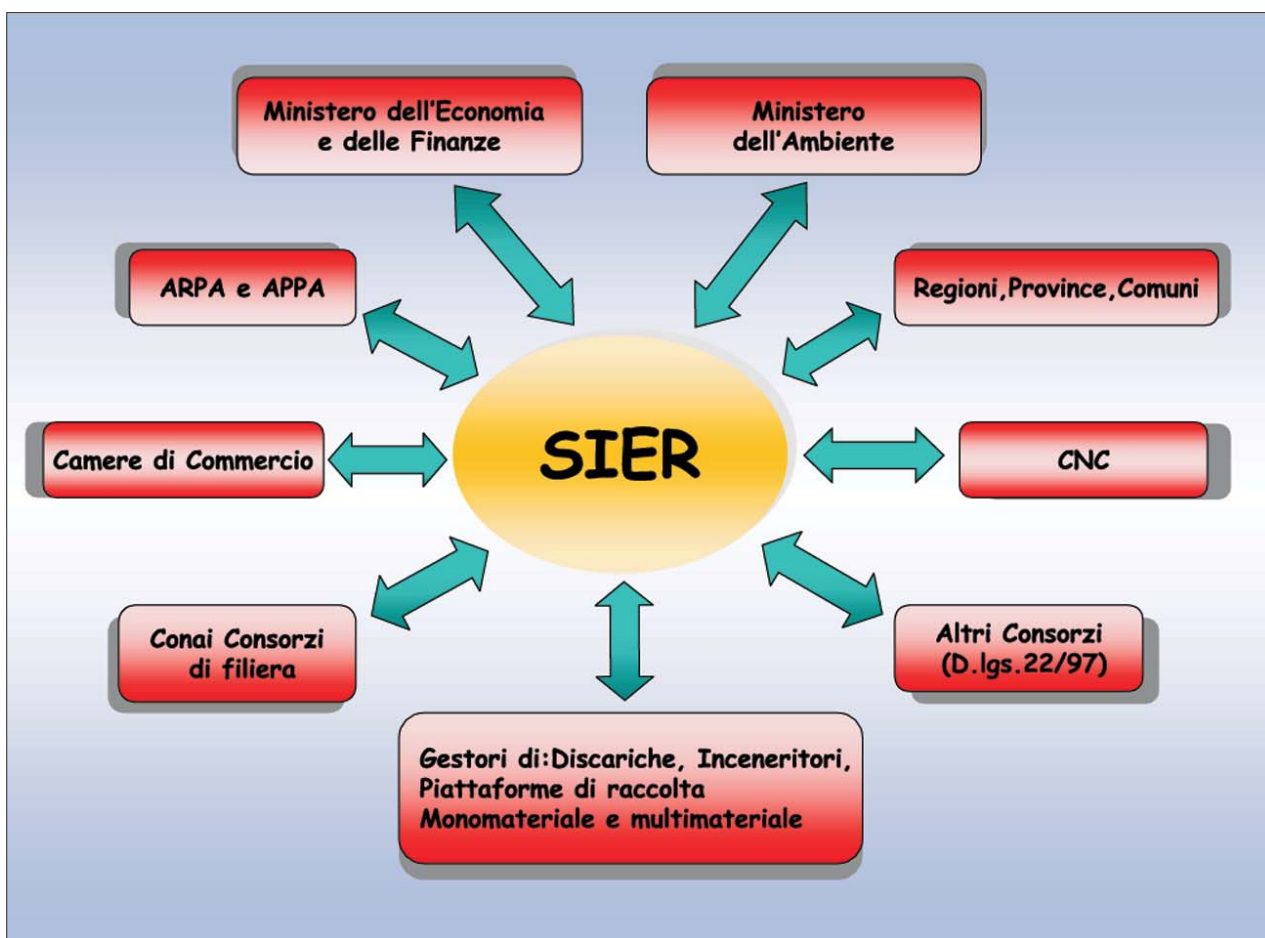 Ministero dell'Economia
e delle Finanze
Ministero
dell'Ambiente
ARPA e APPA
Regioni,Province,Comuni
Camere di Commercio
SIER
CNC
Conai Consorzi
di filiera
Altri Consorzi
(D.lgs.22/97)
Gestori di:Discariche, Inceneritori,
Piattaforme di raccolta
Monomateriale e multimateriale